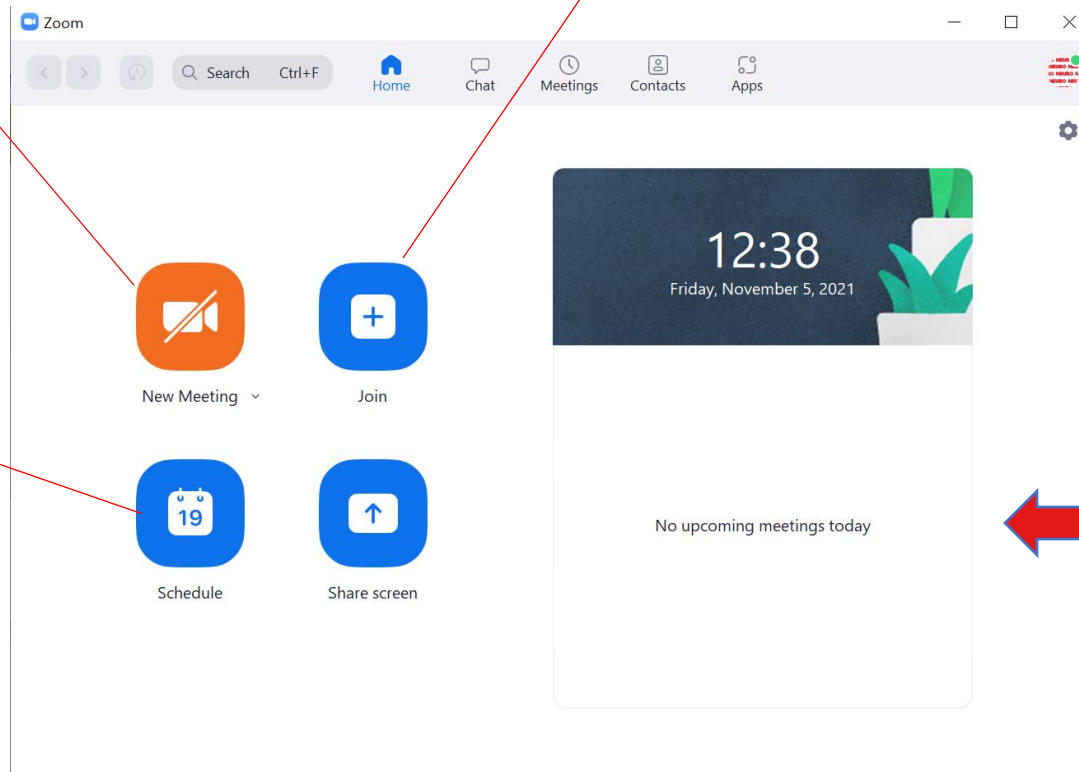 Zoom
Search Ctrl+F
Home
Chat
Meetings
Contacts
Apps
12:38
Friday, November 5, 2021
New Meeting
Join
19
Schedule
Share screen
No upcoming meetings today